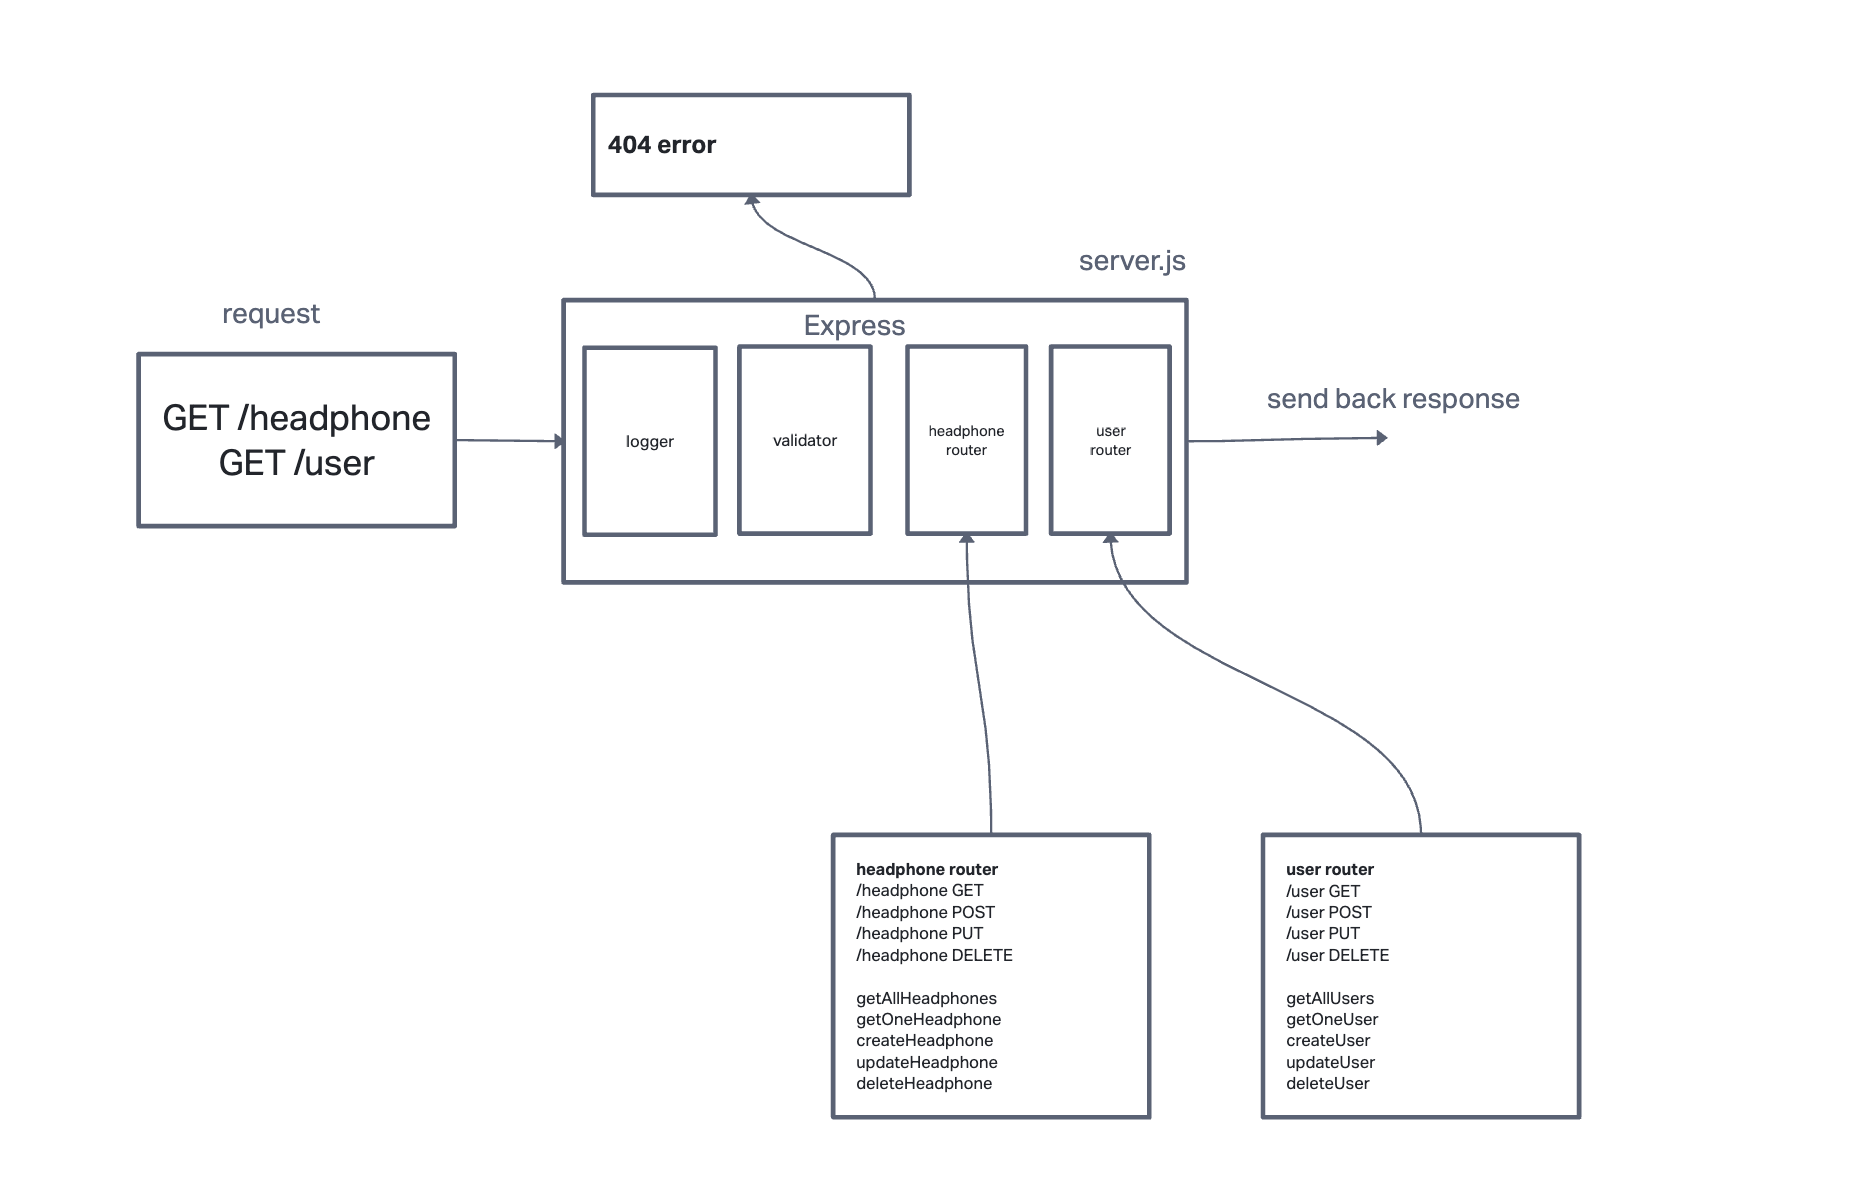 404 error
server.js
request
Express
GET /headphone
GET /user
logger
validator
headphone
router
user
router
send back response
headphone router
/headphone GET
/headphone POST
/headphone PUT
/headphone DELETE
getAllHeadphones
getOneHeadphone
createHeadphone
updateHeadphone
deleteHeadphone
user router
/user GET
/user POST
/user PUT
/user DELETE
getAllUsers
getOneUser
createUser
updateUser
deleteUser